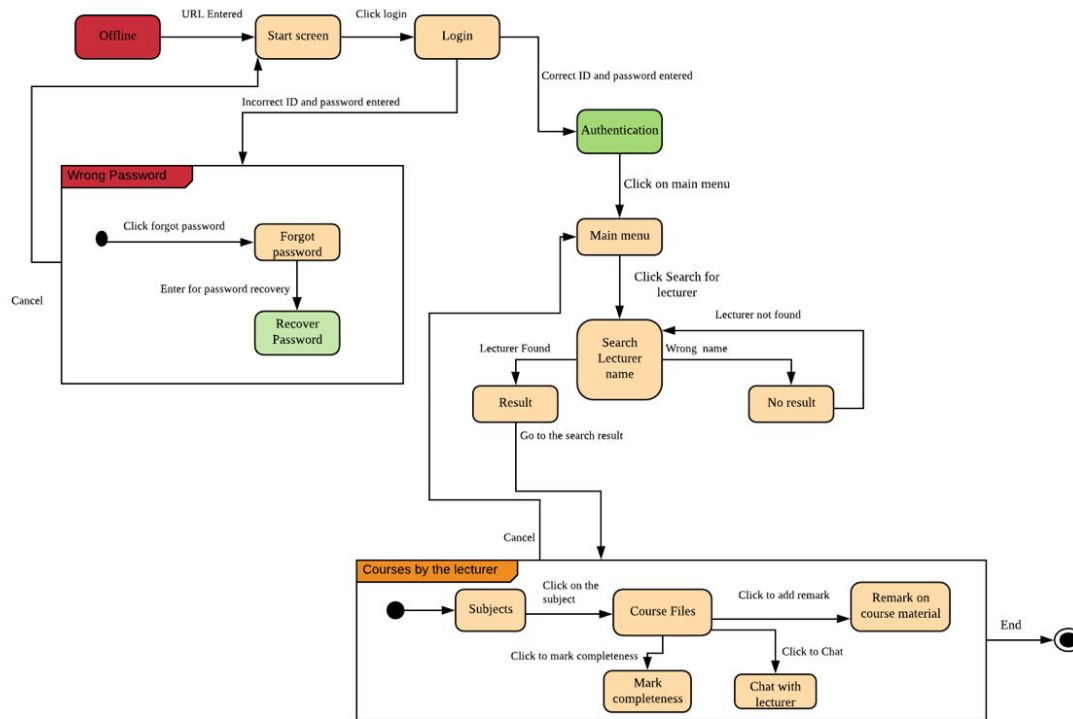 URL Entered
Click login
Offline
Start screen
Login
Correct ID and password entered
Incorrect ID and password entered
Authentication
Wrong Password
Click on main menu
Click forgot password
Forgot
password
Main menu
Click Search for
lecturer
Enter for password recovery
Cancel
Recover
Password
Lecturer not found
Search
Lecturer
name
Lecturer Found
Wrong name
Result
No result
Go to the search result
Cancel
Courses by the lecturer
Click on the
subject
Subjects
Course Files
Click to add remark
Remark on
course material
End
Click to mark completeness
Click to Chat
Mark
completeness
Chat with
lecturer